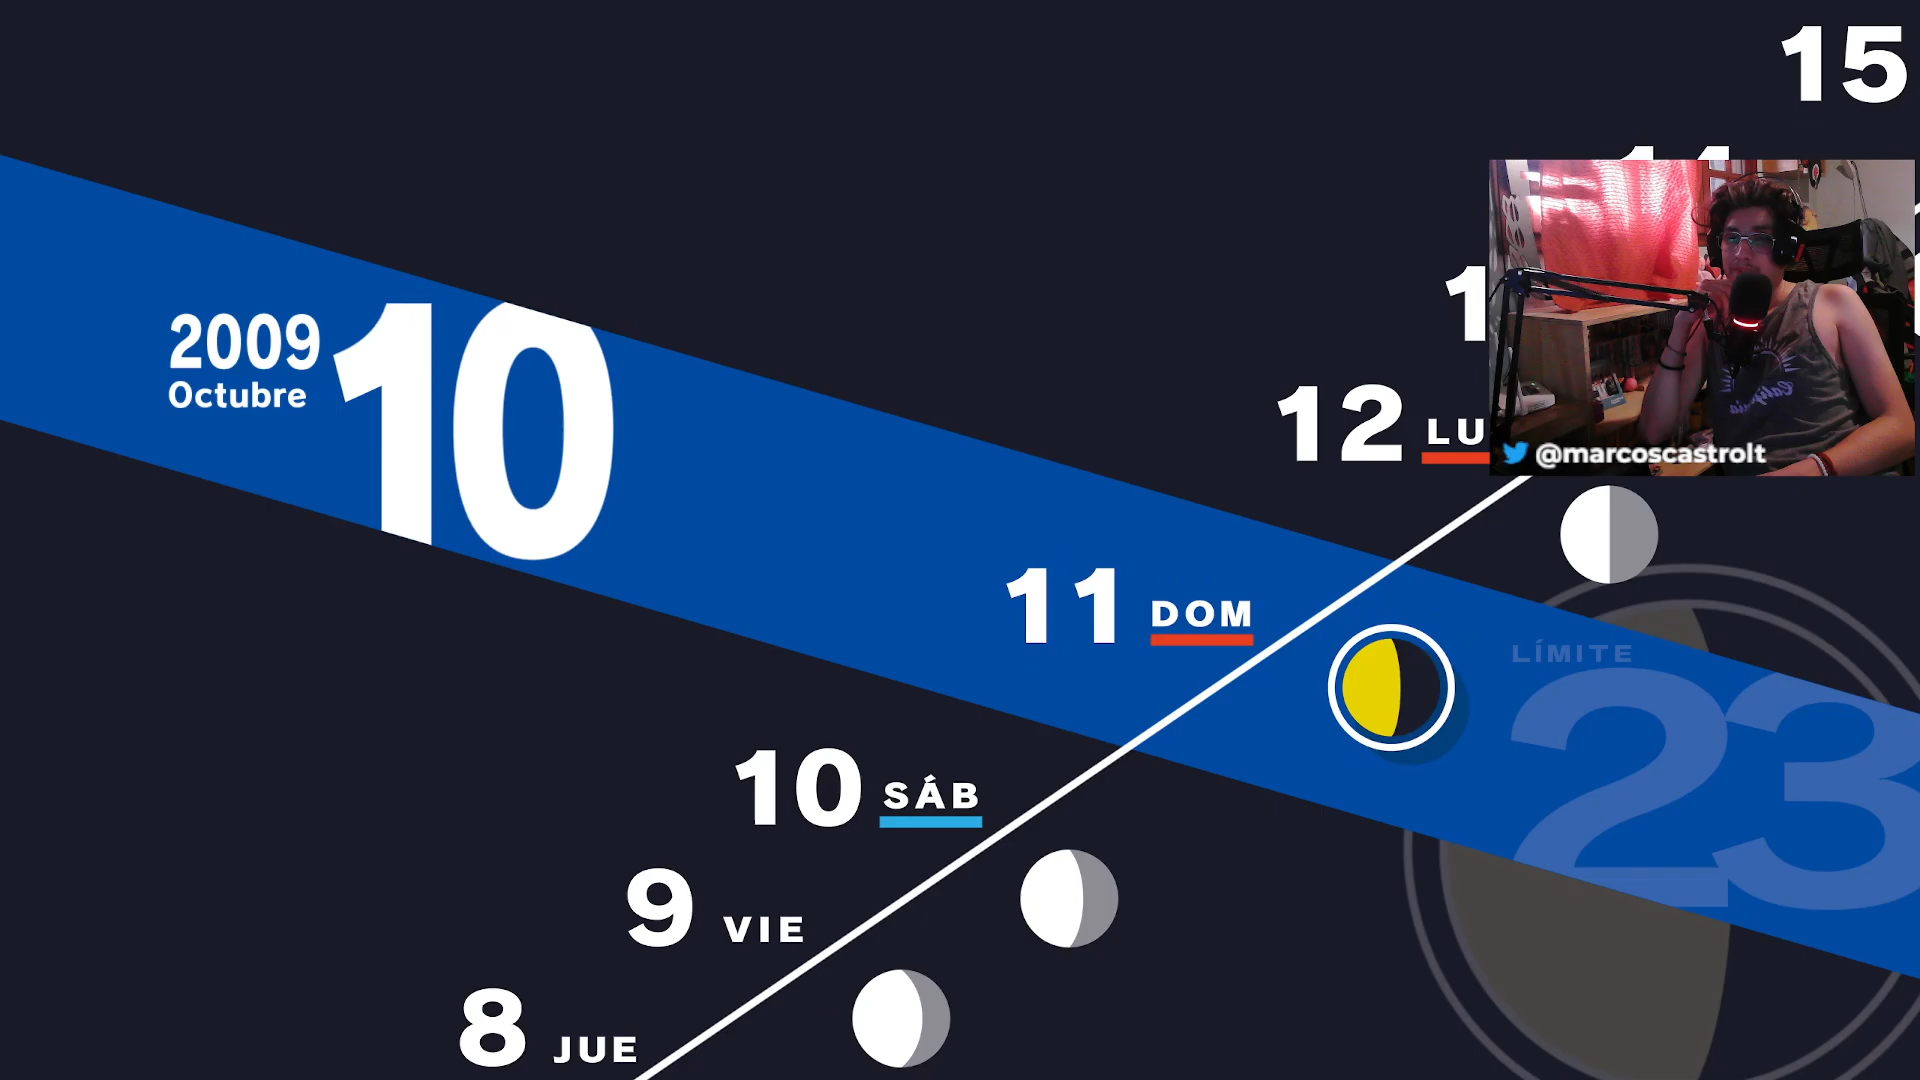 15
2009
Octubre
10
12 LU
11 DOM
LÍMITE
23
10 SÁB
9 VIE
8 JUE
@marcoscastrolt